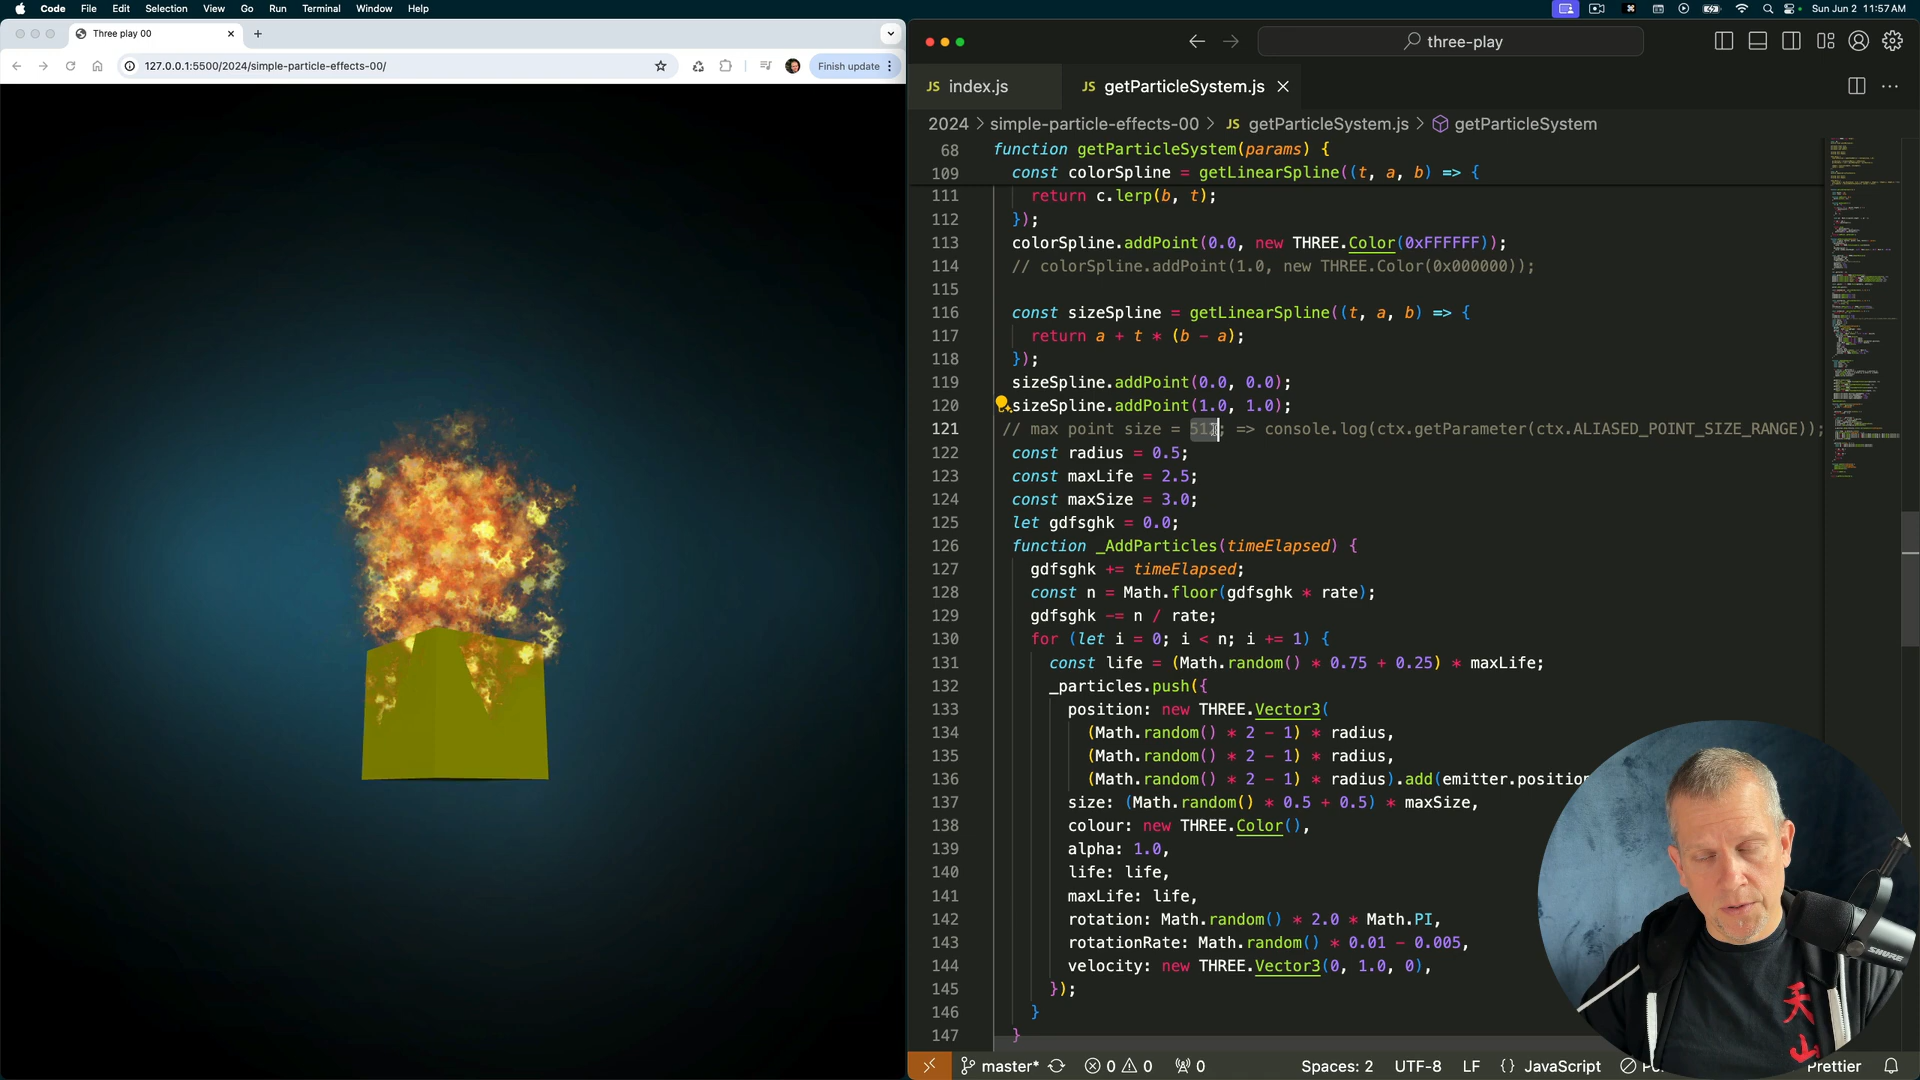 Code File Edit Selection View Go Run Terminal Window Help
Sun Jun 2 11:57 AM
Three play 00
127.0.0.1:5500/2024/simple-particle-effects-00/
Finish update
three-play
JS index.js
JS getParticleSystem.js
2024 > simple-particle-effects-00 > JS getParticleSystem.js > getParticleSystem
68 function getParticleSystem(params) {
109 const colorSpline = getLinearSpline((t, a, b) => {
111 return c.lerp(b, t);
112 });
113 colorSpline.addPoint(0.0, new THREE.Color(0xFFFFFF));
114 // colorSpline.addPoint(1.0, new THREE.Color(0x000000));
115
116 const sizeSpline = getLinearSpline((t, a, b) => {
117 return a + t * (b - a);
118 });
119 sizeSpline.addPoint(0.0, 0.0);
120 sizeSpline.addPoint(1.0, 1.0);
121 // max point size = 512; => console.log(ctx.getParameter(ctx.ALIASED_POINT_SIZE_RANGE));
122 const radius = 0.5;
123 const maxLife = 2.5;
124 const maxSize = 3.0;
125 let gdfsghk = 0.0;
126 function _AddParticles(timeElapsed) {
127 gdfsghk += timeElapsed;
128 const n = Math.floor(gdfsghk * rate);
129 gdfsghk -= n / rate;
130 for (let i = 0; i < n; i += 1) {
131 const life = (Math.random() * 0.75 + 0.25) * maxLife;
132 _particles.push({
133 position: new THREE.Vector3(
134 (Math.random() * 2 - 1) * radius,
135 (Math.random() * 2 - 1) * radius,
136 (Math.random() * 2 - 1) * radius).add(emitter.position
137 size: (Math.random() * 0.5 + 0.5) * maxSize,
138 colour: new THREE.Color(),
139 alpha: 1.0,
140 life: life,
141 maxLife: life,
142 rotation: Math.random() * 2.0 * Math.PI,
143 rotationRate: Math.random() * 0.01 - 0.005,
144 velocity: new THREE.Vector3(0, 1.0, 0),
145 });
146 }
147 }
SHURE
天
山
master* 0 0 0 Spaces: 2 UTF-8 LF {} JavaScript Prettier